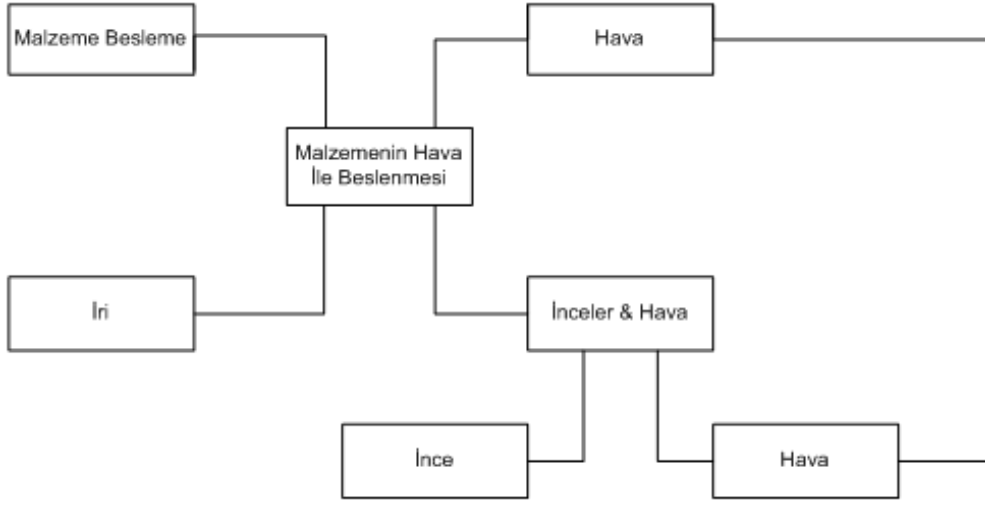 Malzeme Besleme
Hava
Malzemenin Hava
İle Beslenmesi
İri
İnceler & Hava
İnce
Hava